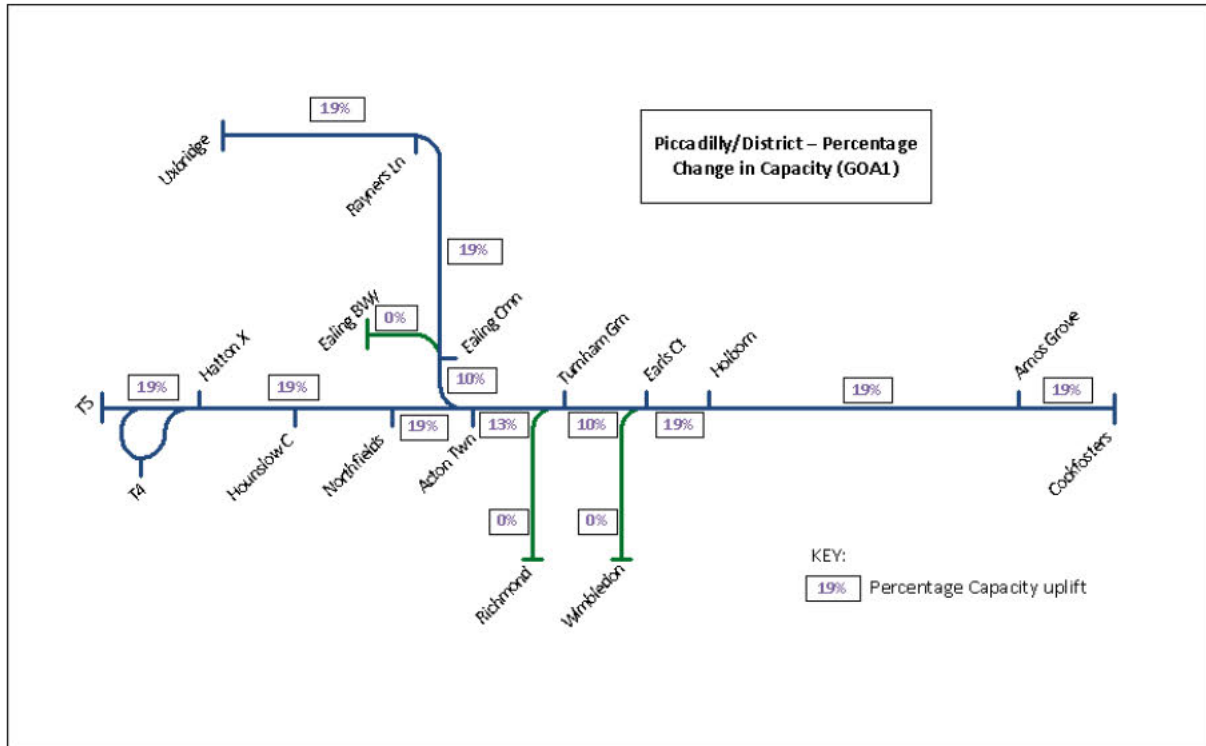 19%
Piccadilly/District – Percentage
Change in Capacity (GOA1)
Uxbridge
Rayners Ln
19%
Ealing BWy
0%
Ealing Cmn
Hatton X
10%
Turnham Grn
Earls Ct
Holborn
Arnos Grove
19%
19%
19%
19%
T5
19%
13%
10%
19%
T4
Hounslow C
Northfields
Acton Twn
Cockfosters
0%
0%
Richmond
Wimbledon
KEY:
19% Percentage Capacity uplift